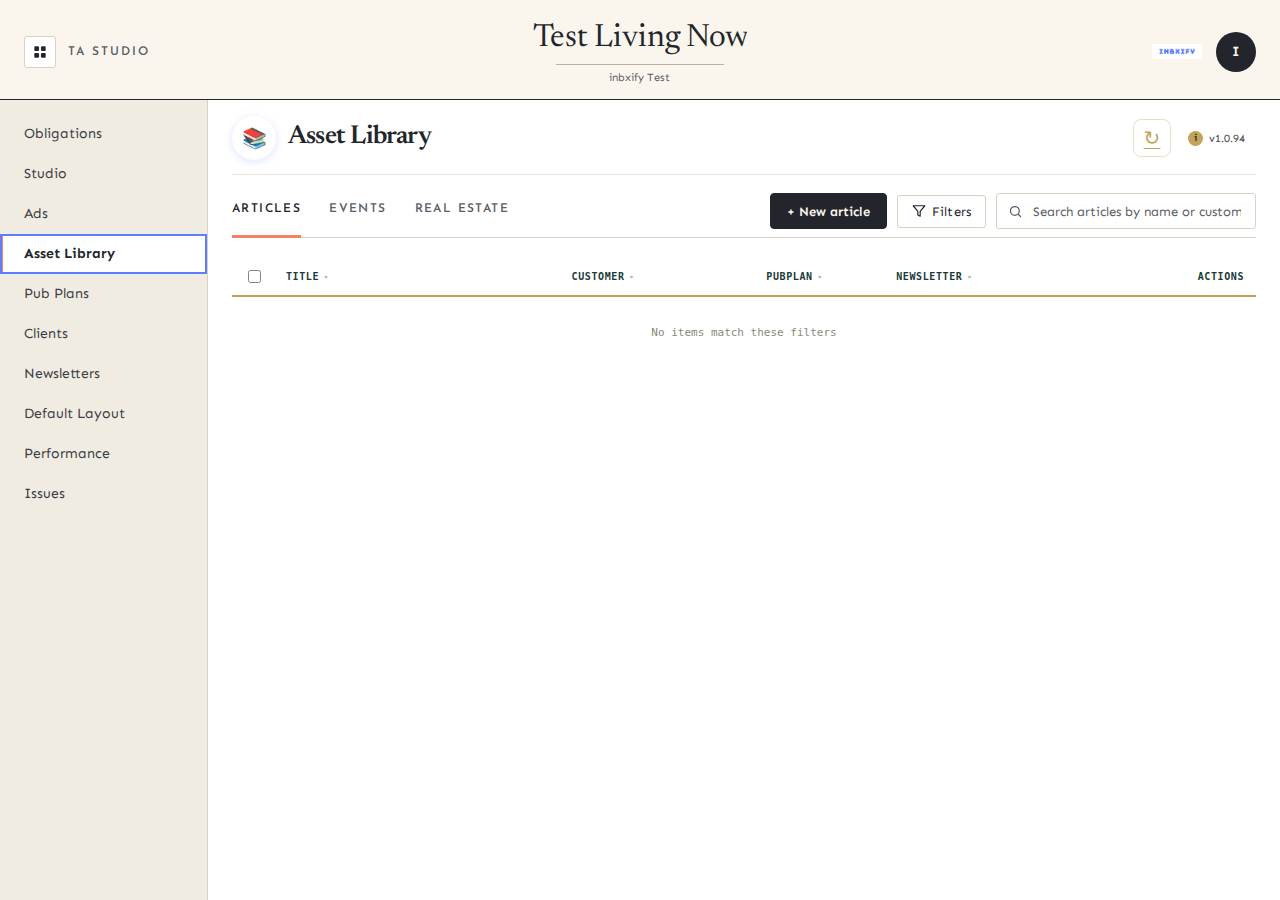 TA STUDIO
Test Living Now
inbxify Test
INBXIFY
I
Obligations
Studio
Ads
Asset Library
Pub Plans
Clients
Newsletters
Default Layout
Performance
Issues
Asset Library
↻
i v1.0.94
ARTICLES EVENTS REAL ESTATE
+ New article
Filters
Search articles by name or custom
TITLE CUSTOMER PUBPLAN NEWSLETTER ACTIONS
No items match these filters